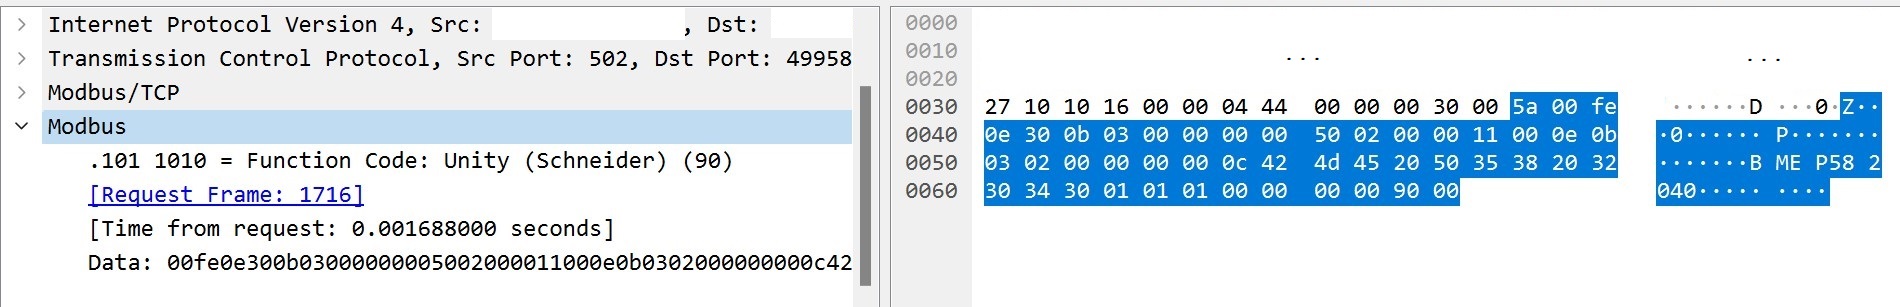 Internet Protocol Version 4, Src: , Dst:
Transmission Control Protocol, Src Port: 502, Dst Port: 49958
Modbus/TCP
Modbus
.101 1010 = Function Code: Unity (Schneider) (90)
[Request Frame: 1716]
[Time from request: 0.001688000 seconds]
Data: 00fe0e300b03000000005002000011000e0b0302000000000c42
0000
0010 ... ...
0020
0030 27 10 10 16 00 00 04 44 00 00 00 30 00 5a 00 fe ······D ···0·Z··
0040 0e 30 0b 03 00 00 00 00 50 02 00 00 11 00 0e 0b ·0······ P·······
0050 03 02 00 00 00 00 0c 42 4d 45 20 50 35 38 20 32 ·······B ME P58 2
0060 30 34 30 01 01 01 00 00 00 00 90 00 040····· ····